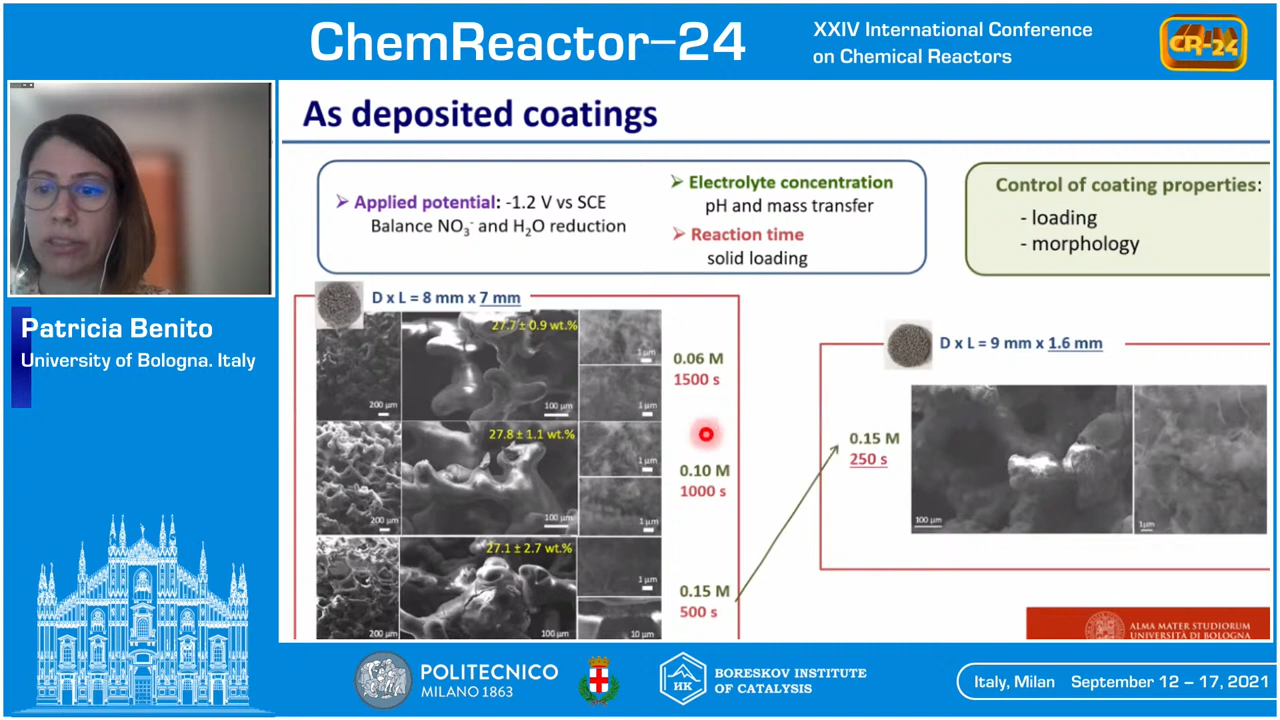 ChemReactor-24
XXIV International Conference
on Chemical Reactors
CR-24
As deposited coatings
➤ Applied potential: -1.2 V vs SCE
Balance NO₃⁻ and H₂O reduction
➤ Electrolyte concentration
pH and mass transfer
➤ Reaction time
solid loading
Control of coating properties:
- loading
- morphology
Patricia Benito
University of Bologna. Italy
D x L = 8 mm x 7 mm
27.7 ± 0.9 wt.%
1 µm
200 µm
100 µm
1 µm
0.06 M
1500 s
27.8 ± 1.1 wt.%
1 µm
200 µm
100 µm
1 µm
0.10 M
1000 s
27.1 ± 2.7 wt.%
1 µm
200 µm
100 µm
10 µm
0.15 M
500 s
D x L = 9 mm x 1.6 mm
0.15 M
250 s
100 µm
1µm
ALMA MATER STUDIORUM
UNIVERSITÀ DI BOLOGNA
POLITECNICO
MILANO 1863
HK
BORESKOV INSTITUTE
OF CATALYSIS
Italy, Milan September 12 – 17, 2021